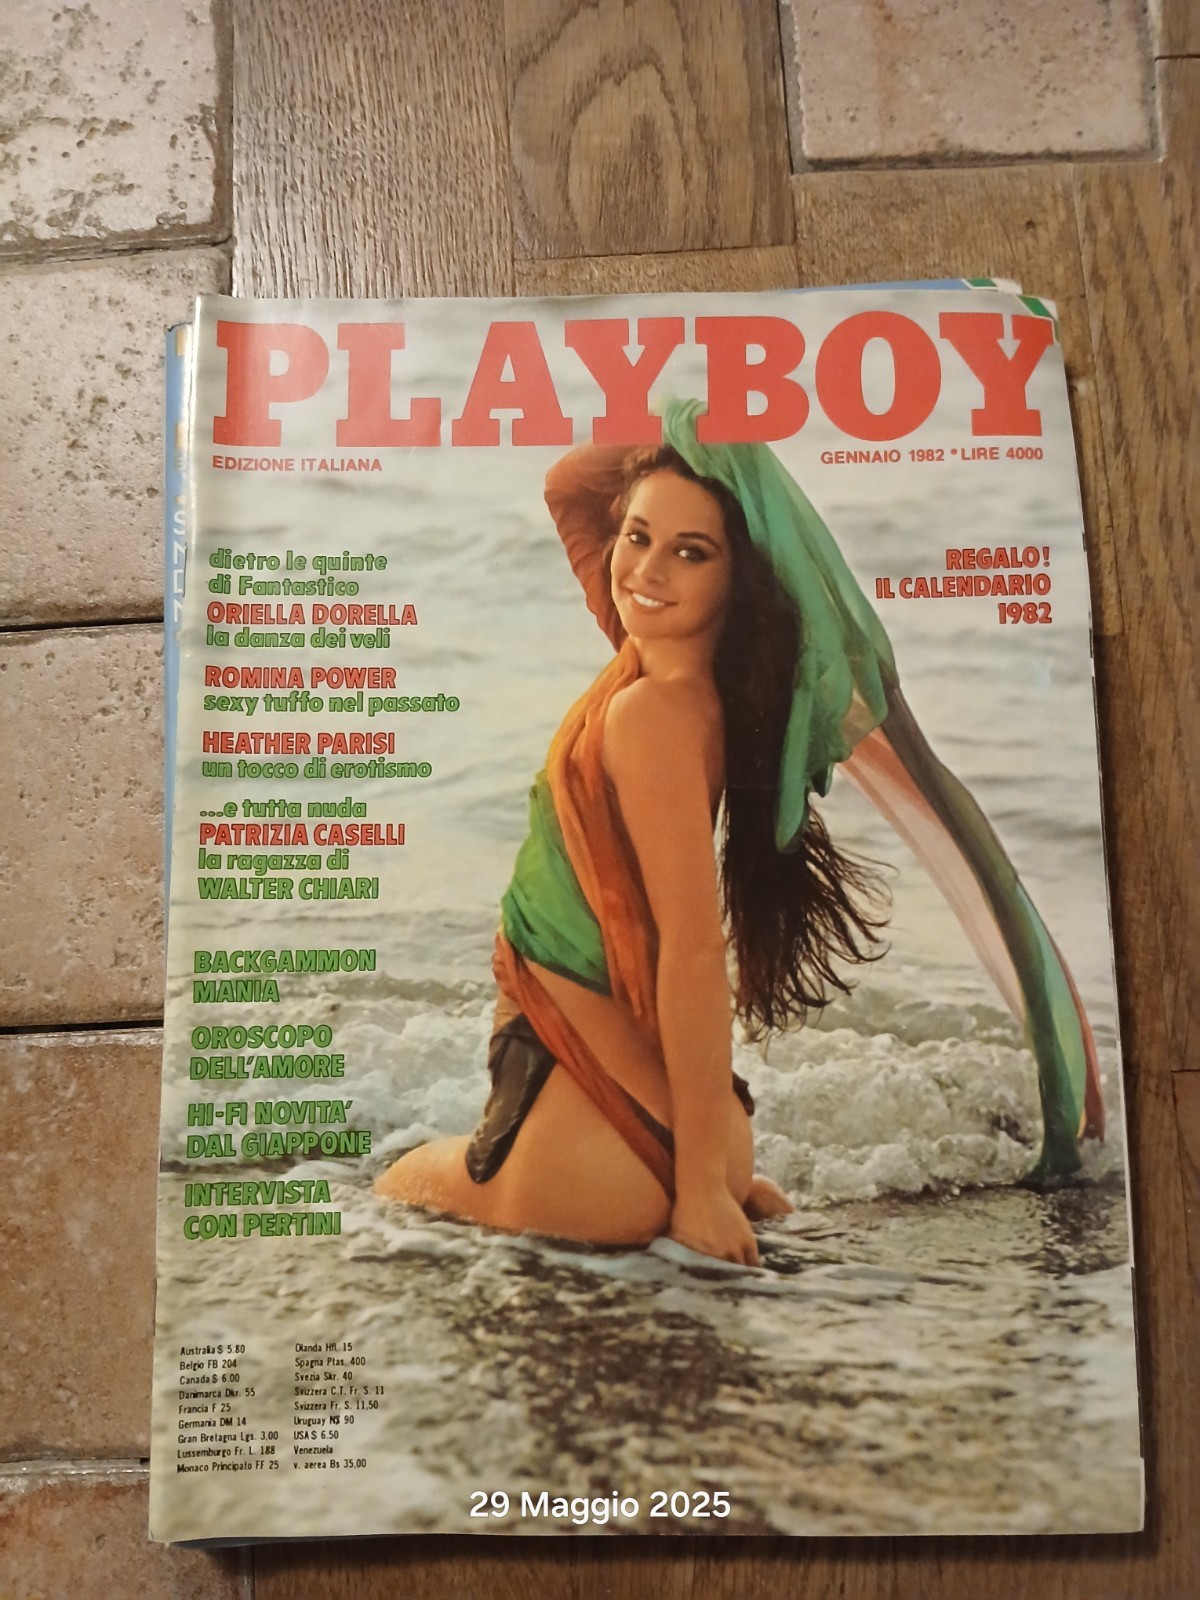 PLAYBOY
EDIZIONE ITALIANA
GENNAIO 1982 • LIRE 4000
dietro le quinte
di Fantastico
ORIELLA DORELLA
la danza dei veli
ROMINA POWER
sexy tuffo nel passato
HEATHER PARISI
un tocco di erotismo
...e tutta nuda
PATRIZIA CASELLI
la ragazza di
WALTER CHIARI
BACKGAMMON
MANIA
OROSCOPO
DELL'AMORE
HI-FI NOVITA'
DAL GIAPPONE
INTERVISTA
CON PERTINI
REGALO!
IL CALENDARIO
1982
Australia $ 5.80
Belgio FB 204
Canada $ 6.00
Danimarca Dkr. 55
Francia F 25
Germania DM 14
Gran Bretagna Lgs. 3,00
Lussemburgo Fr. L. 188
Monaco Principato FF 25
Olanda Hfl. 15
Spagna Ptas. 400
Svezia Skr. 40
Svizzera C.T. Fr. S. 11
Svizzera Fr. S. 11,50
Uruguay N$ 90
USA $ 6.50
Venezuela
v. aerea Bs 35,00
29 Maggio 2025